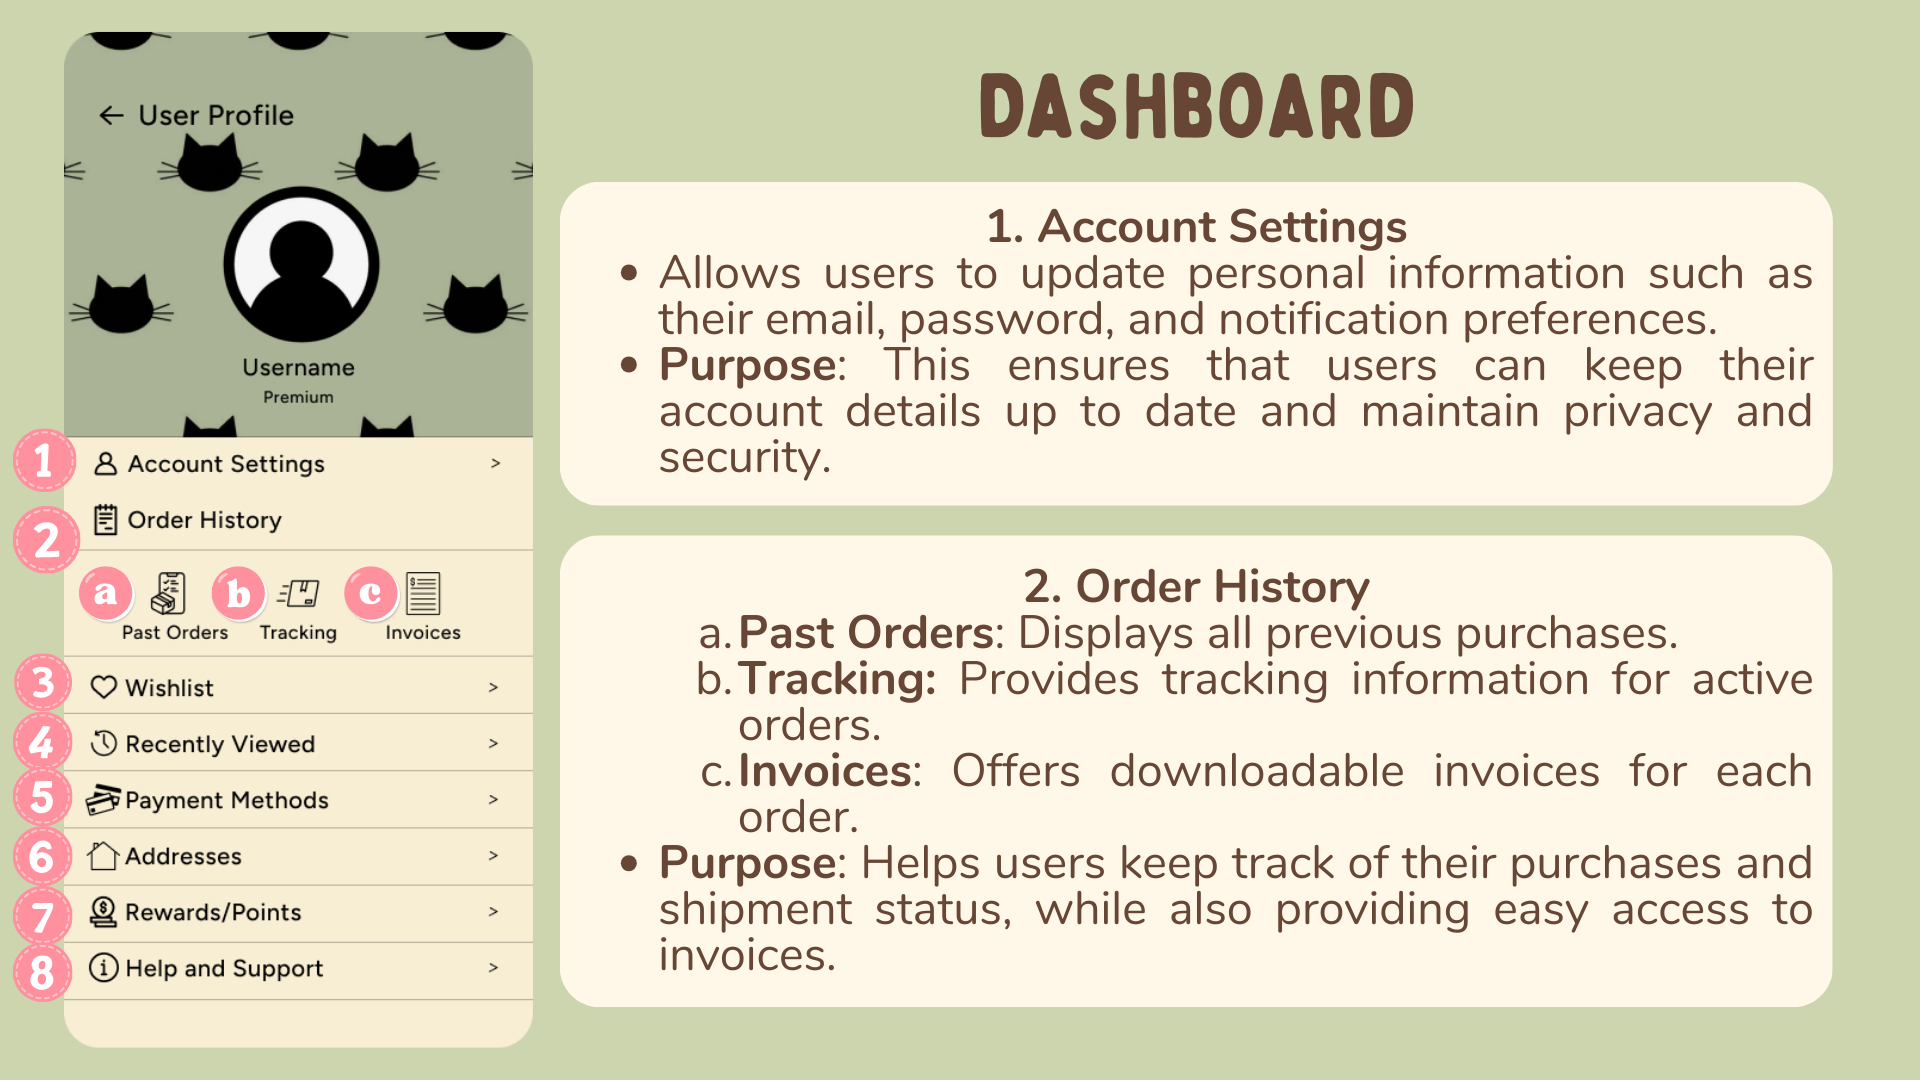 ← User Profile
Username
Premium
1
Account Settings >
2
Order History
a b c
Past Orders Tracking Invoices
3
Wishlist >
4
Recently Viewed >
5
Payment Methods >
6
Addresses >
7
Rewards/Points >
8
Help and Support >
DASHBOARD
1. Account Settings
• Allows users to update personal information such as
their email, password, and notification preferences.
• Purpose: This ensures that users can keep their
account details up to date and maintain privacy and
security.
2. Order History
a. Past Orders: Displays all previous purchases.
b. Tracking: Provides tracking information for active
orders.
c. Invoices: Offers downloadable invoices for each
order.
• Purpose: Helps users keep track of their purchases and
shipment status, while also providing easy access to
invoices.